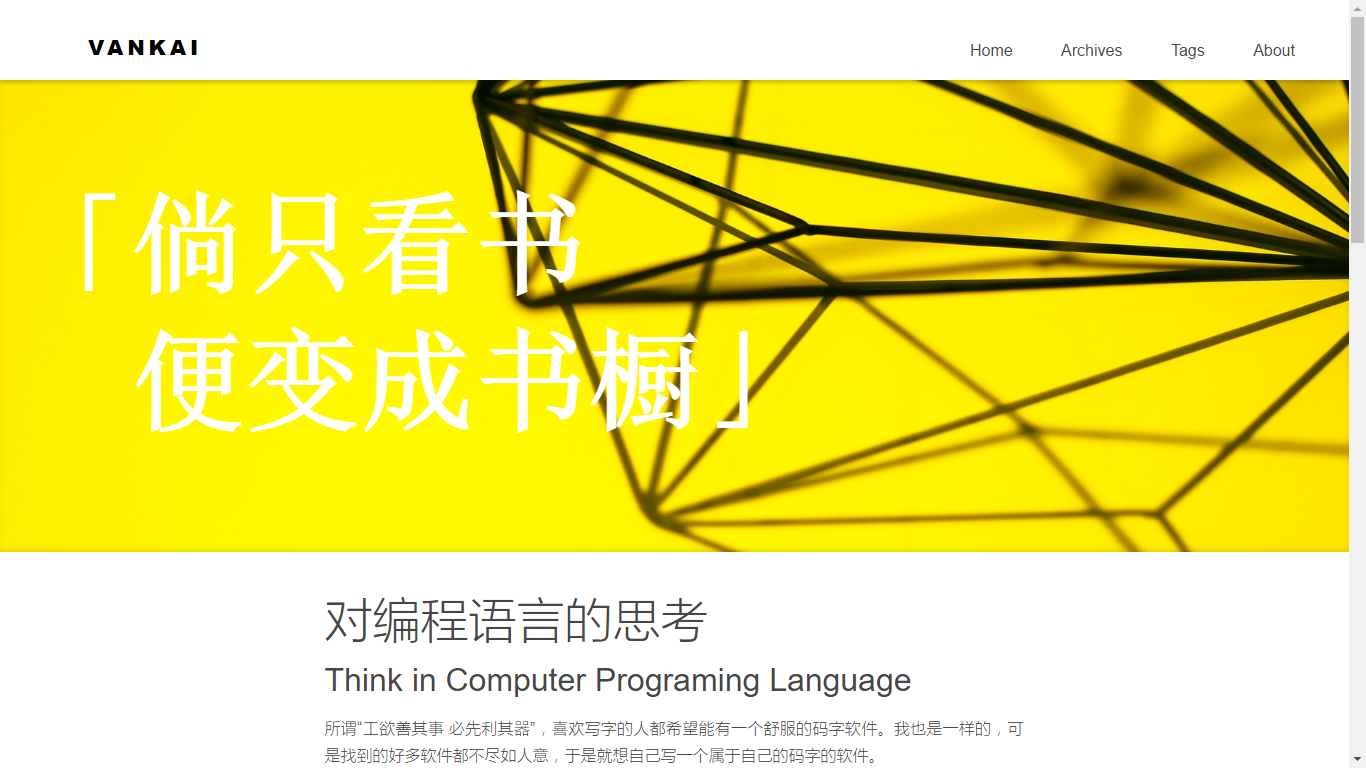 VANKAI
Home Archives Tags About
「倘只看书
便变成书橱」
对编程语言的思考
Think in Computer Programing Language
所谓“工欲善其事 必先利其器”，喜欢写字的人都希望能有一个舒服的码字软件。我也是一样的，可
是找到的好多软件都不尽如人意，于是就想自己写一个属于自己的码字的软件。